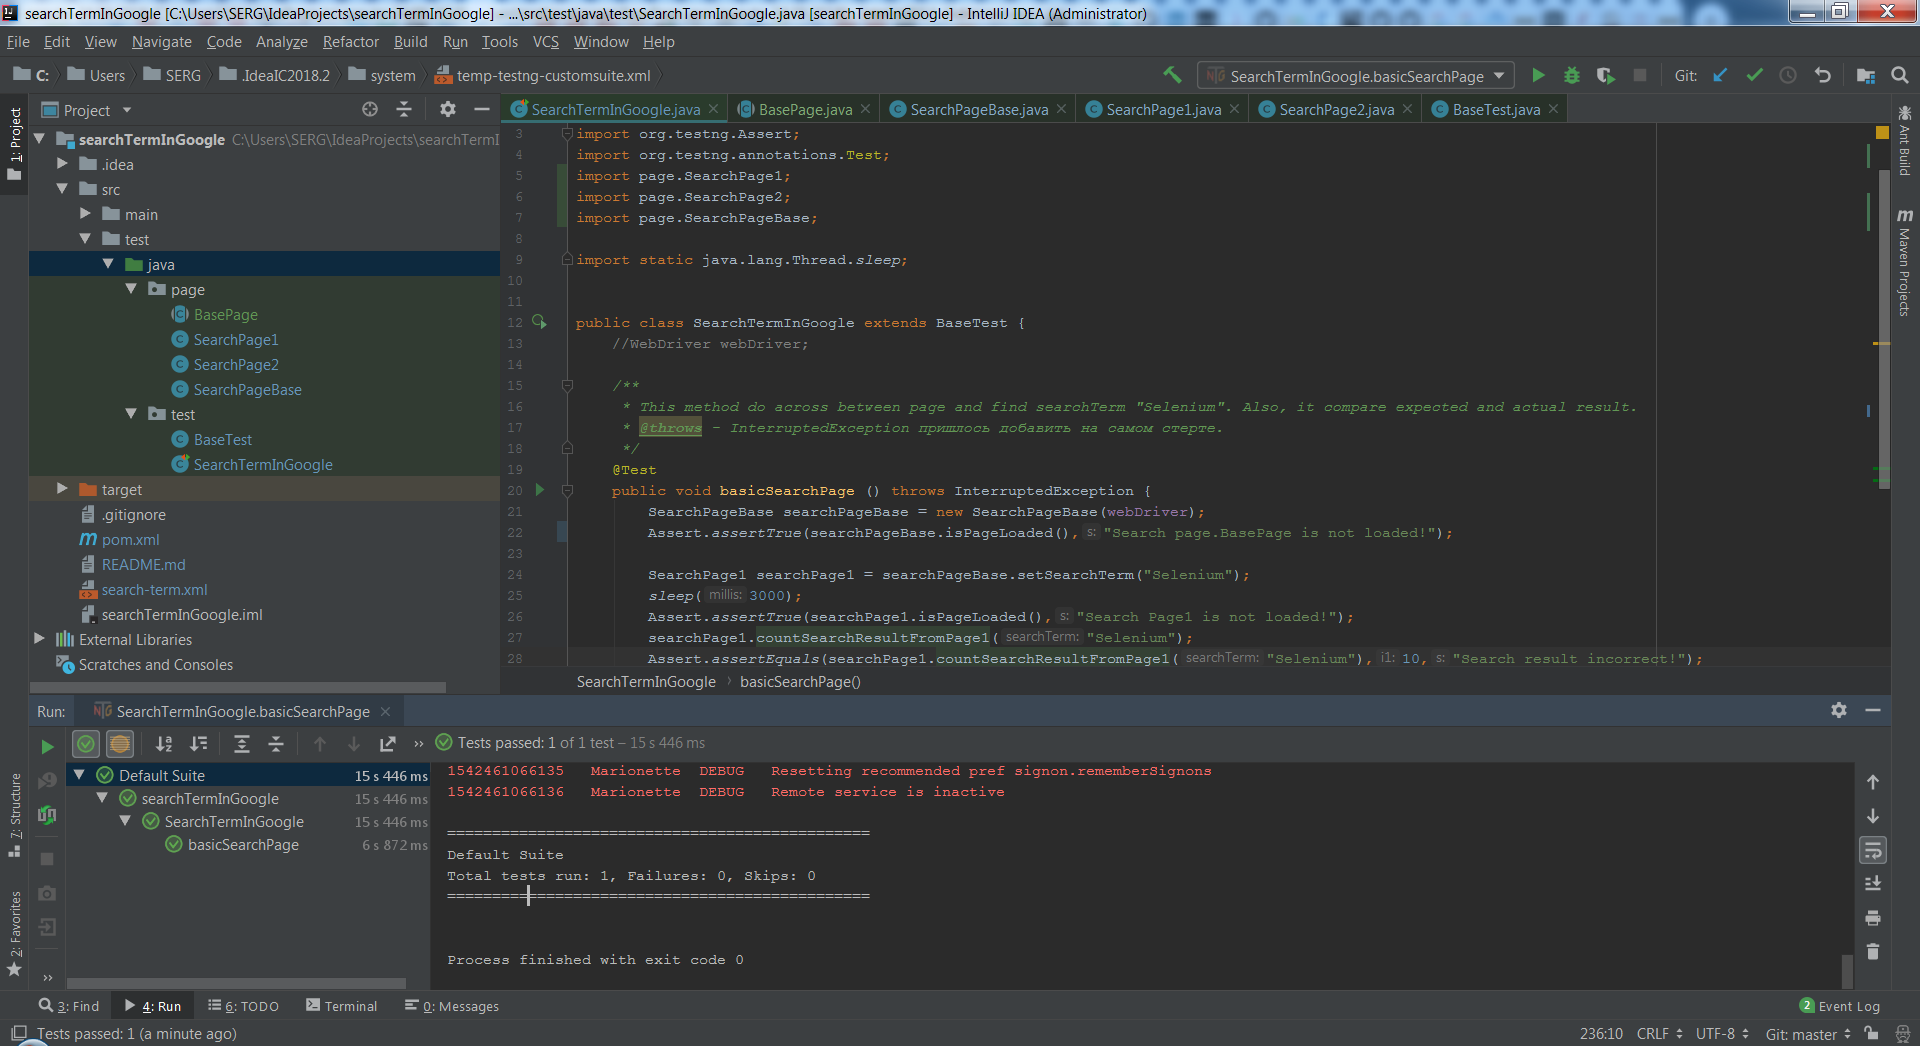 searchTermInGoogle [C:\Users\SERG\IdeaProjects\searchTermInGoogle] - ...\src\test\java\test\SearchTermInGoogle.java [searchTermInGoogle] - IntelliJ IDEA (Administrator)
File Edit View Navigate Code Analyze Refactor Build Run Tools VCS Window Help
C: Users SERG .IdeaIC2018.2 system temp-testng-customsuite.xml SearchTermInGoogle.basicSearchPage Git:
1: Project
Project
searchTermInGoogle C:\Users\SERG\IdeaProjects\searchTermI
.idea
src
main
test
java
page
BasePage
SearchPage1
SearchPage2
SearchPageBase
test
BaseTest
SearchTermInGoogle
target
.gitignore
pom.xml
README.md
search-term.xml
searchTermInGoogle.iml
External Libraries
Scratches and Consoles
SearchTermInGoogle.java BasePage.java SearchPageBase.java SearchPage1.java SearchPage2.java BaseTest.java
3 import org.testng.Assert;
4 import org.testng.annotations.Test;
5 import page.SearchPage1;
6 import page.SearchPage2;
7 import page.SearchPageBase;
8
9 import static java.lang.Thread.sleep;
10
11
12 public class SearchTermInGoogle extends BaseTest {
13 //WebDriver webDriver;
14
15 /**
16 * This method do across between page and find searchTerm "Selenium". Also, it compare expected and actual result.
17 * @throws - InterruptedException пришлось добавить на самом стерте.
18 */
19 @Test
20 public void basicSearchPage () throws InterruptedException {
21 SearchPageBase searchPageBase = new SearchPageBase(webDriver);
22 Assert.assertTrue(searchPageBase.isPageLoaded(), s: "Search page.BasePage is not loaded!");
23
24 SearchPage1 searchPage1 = searchPageBase.setSearchTerm("Selenium");
25 sleep( millis: 3000);
26 Assert.assertTrue(searchPage1.isPageLoaded(), s: "Search Page1 is not loaded!");
27 searchPage1.countSearchResultFromPage1( searchTerm: "Selenium");
28 Assert.assertEquals(searchPage1.countSearchResultFromPage1( searchTerm: "Selenium"), i1: 10, s: "Search result incorrect!");
SearchTermInGoogle › basicSearchPage()
Ant Build
m Maven Projects
Run: SearchTermInGoogle.basicSearchPage
Tests passed: 1 of 1 test – 15 s 446 ms
Default Suite 15 s 446 ms
searchTermInGoogle 15 s 446 ms
SearchTermInGoogle 15 s 446 ms
basicSearchPage 6 s 872 ms
1542461066135 Marionette DEBUG Resetting recommended pref signon.rememberSignons
1542461066136 Marionette DEBUG Remote service is inactive
===============================================
Default Suite
Total tests run: 1, Failures: 0, Skips: 0
===============================================
Process finished with exit code 0
7: Structure
2: Favorites
3: Find 4: Run 6: TODO Terminal 0: Messages 2 Event Log
Tests passed: 1 (a minute ago) 236:10 CRLF UTF-8 Git: master